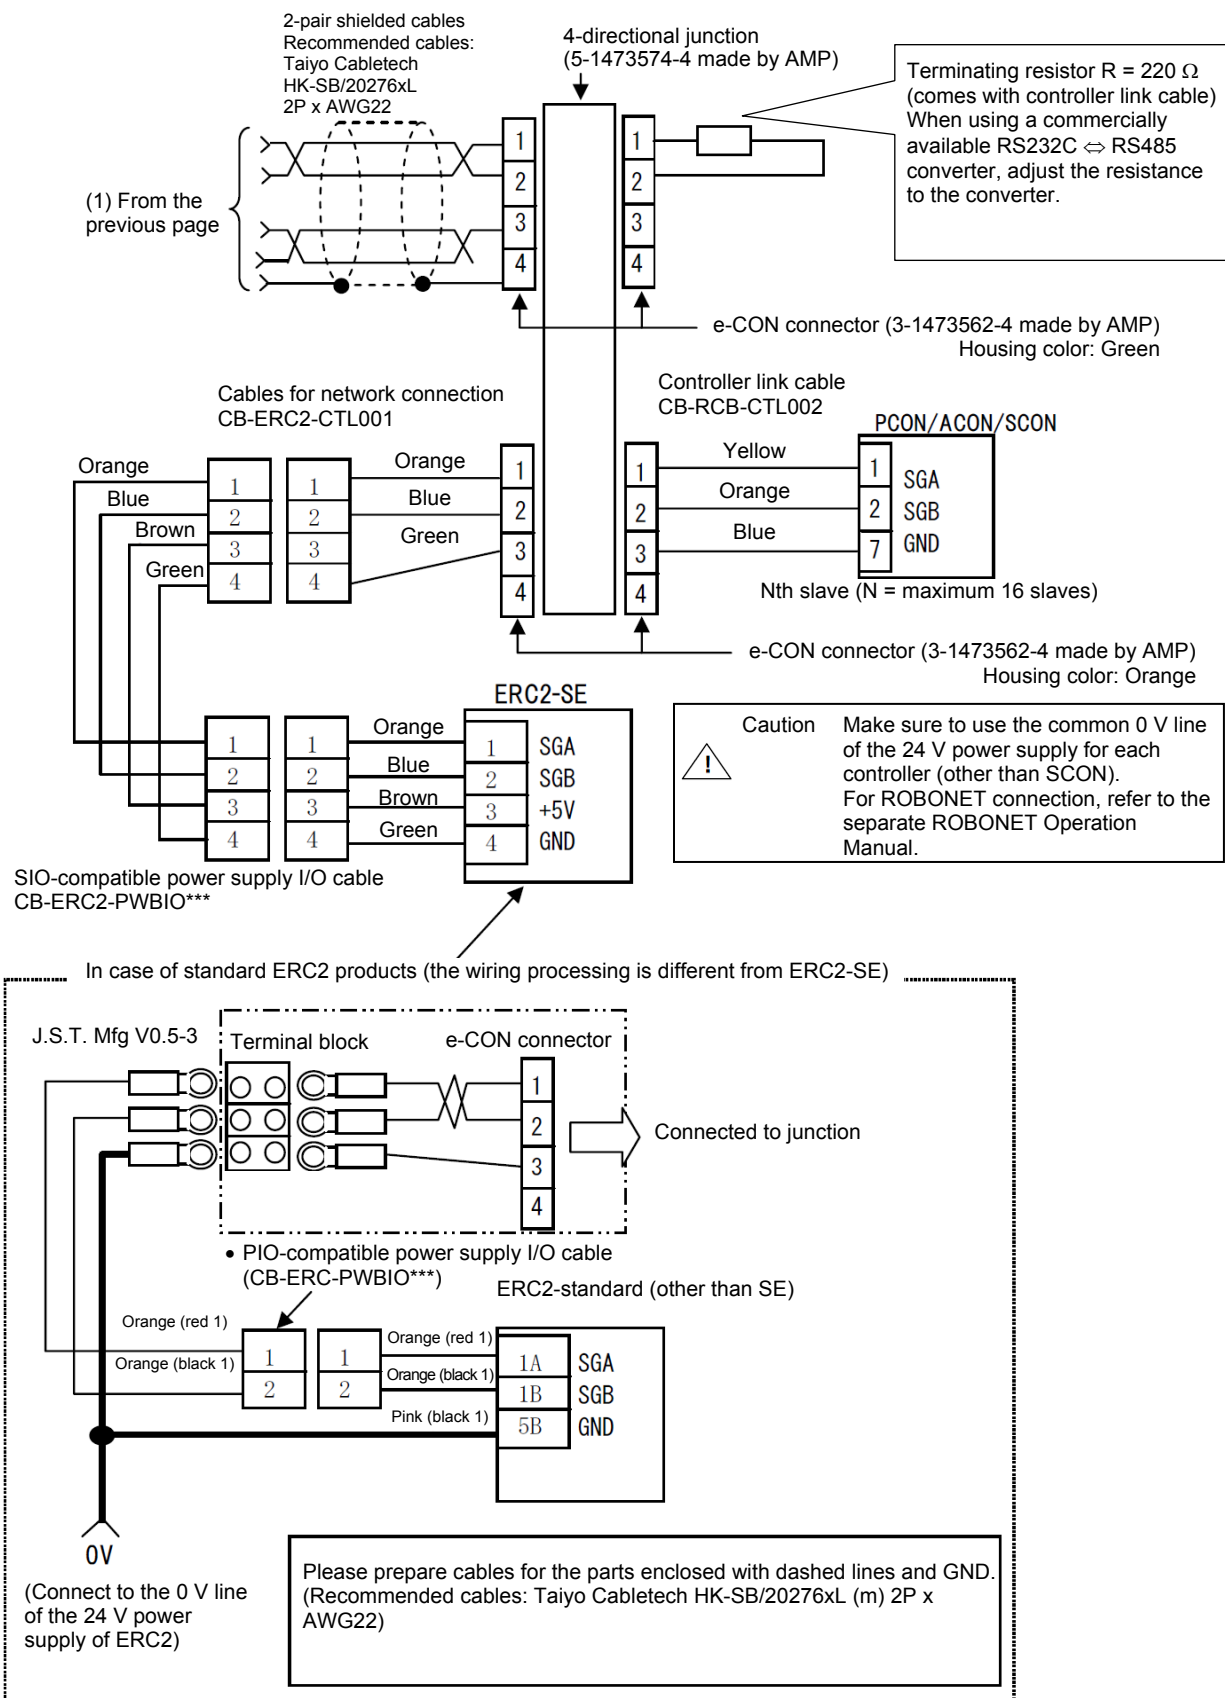 2-pair shielded cables
Recommended cables:
Taiyo Cabletech
HK-SB/20276xL
2P x AWG22
4-directional junction
(5-1473574-4 made by AMP)
Terminating resistor R = 220 Ω
(comes with controller link cable)
When using a commercially
available RS232C ⇔ RS485
converter, adjust the resistance
to the converter.
(1) From the
previous page
1
2
3
4
1
2
3
4
e-CON connector (3-1473562-4 made by AMP)
Housing color: Green
Cables for network connection
CB-ERC2-CTL001
Controller link cable
CB-RCB-CTL002
PCON/ACON/SCON
Orange
Blue
Brown
Green
1
2
3
4
1
2
3
4
Orange
Blue
Green
1
2
3
4
1
2
3
4
Yellow
Orange
Blue
1 SGA
2 SGB
7 GND
Nth slave (N = maximum 16 slaves)
e-CON connector (3-1473562-4 made by AMP)
Housing color: Orange
ERC2-SE
1
2
3
4
1
2
3
4
Orange
Blue
Brown
Green
1 SGA
2 SGB
3 +5V
4 GND
Caution
!
Make sure to use the common 0 V line
of the 24 V power supply for each
controller (other than SCON).
For ROBONET connection, refer to the
separate ROBONET Operation
Manual.
SIO-compatible power supply I/O cable
CB-ERC2-PWBIO***
In case of standard ERC2 products (the wiring processing is different from ERC2-SE)
J.S.T. Mfg V0.5-3
Terminal block
e-CON connector
1
2
3
4
Connected to junction
• PIO-compatible power supply I/O cable
(CB-ERC-PWBIO***)
ERC2-standard (other than SE)
Orange (red 1)
Orange (black 1)
1
2
1
2
Orange (red 1)
Orange (black 1)
Pink (black 1)
1A SGA
1B SGB
5B GND
0V
(Connect to the 0 V line
of the 24 V power
supply of ERC2)
Please prepare cables for the parts enclosed with dashed lines and GND.
(Recommended cables: Taiyo Cabletech HK-SB/20276xL (m) 2P x
AWG22)